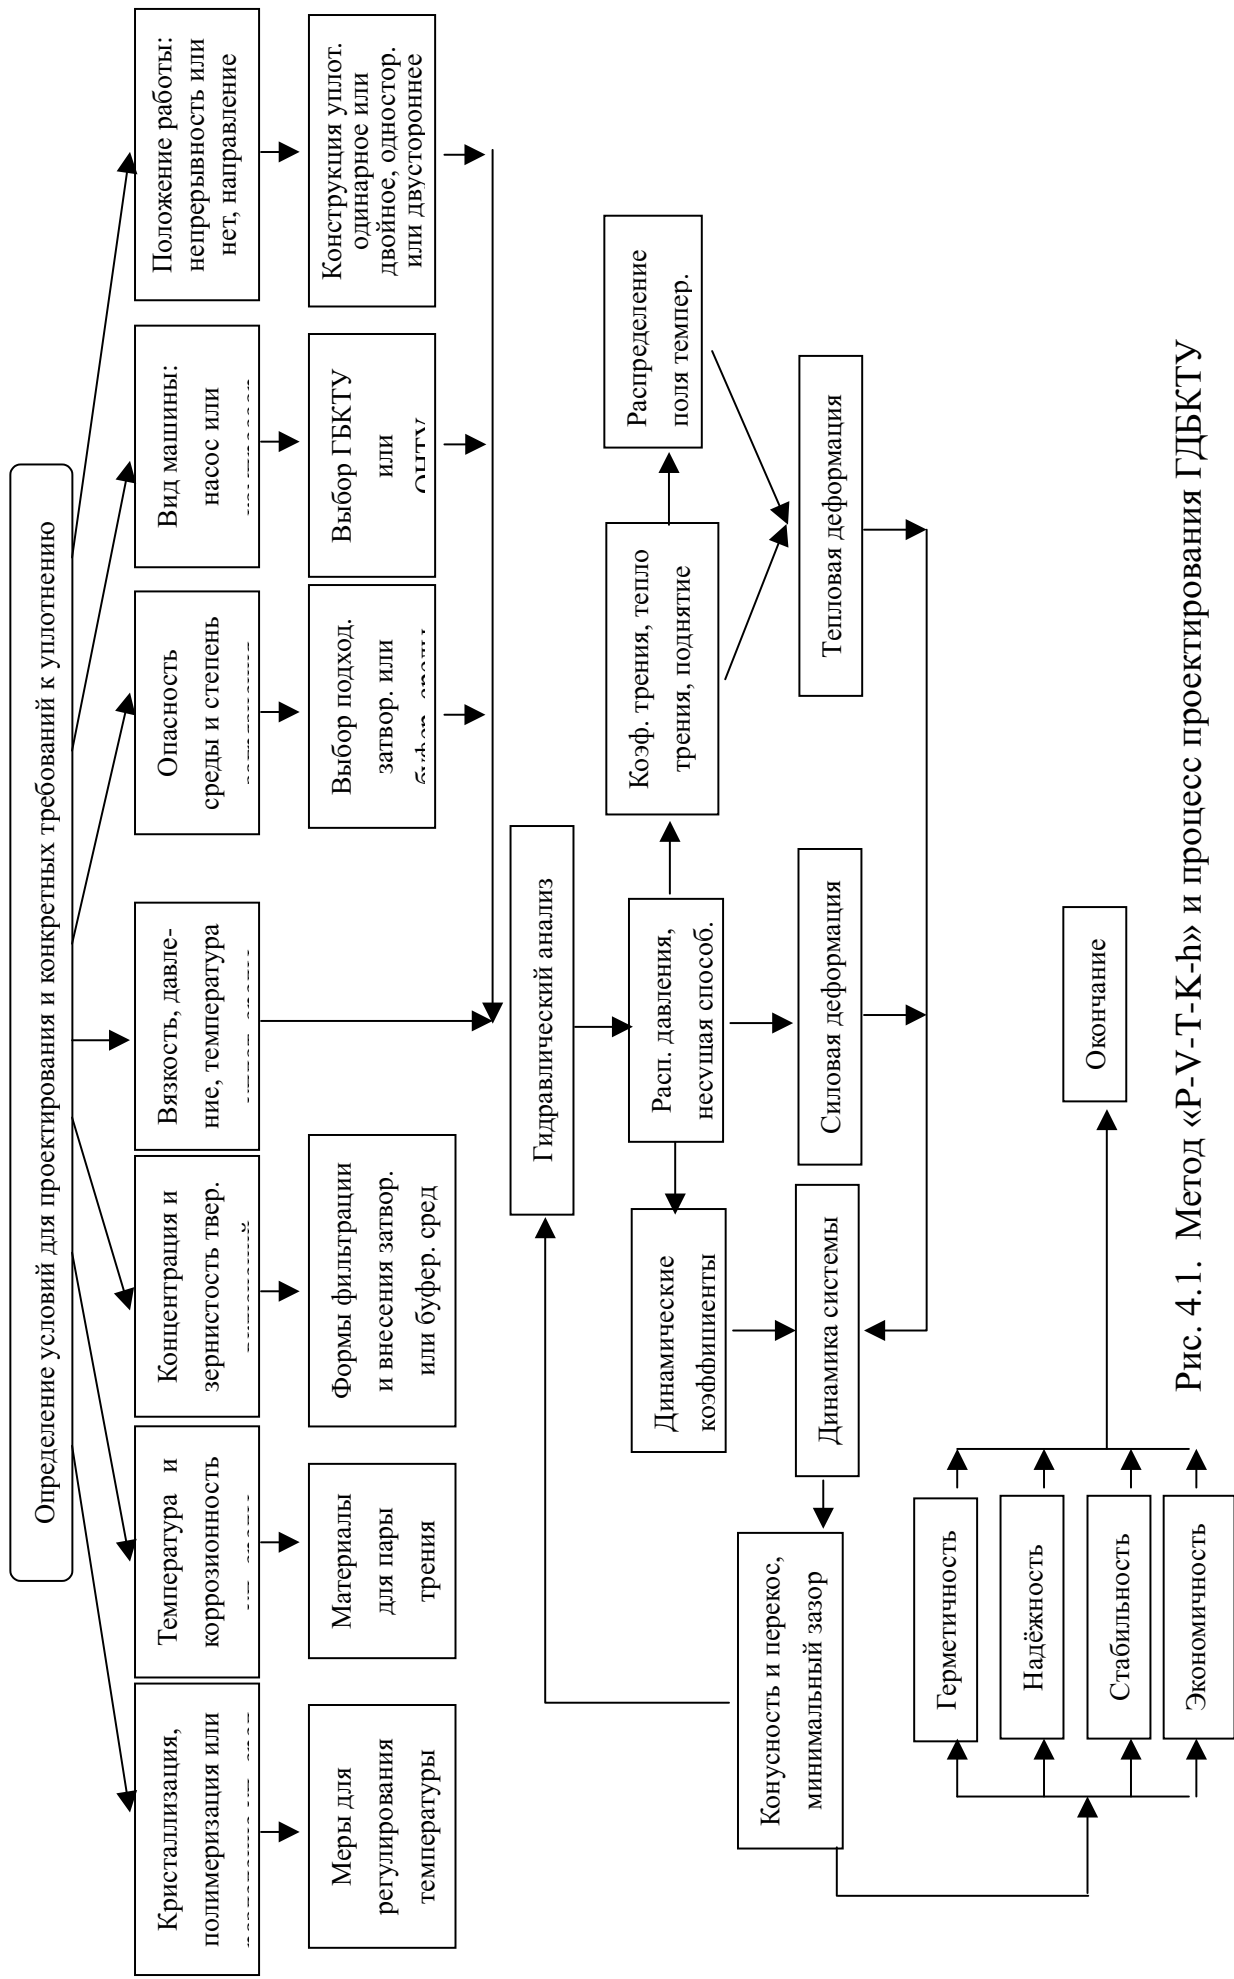 Определение условий для проектирования и конкретных требований к уплотнению
Кристаллизация,
полимеризация или
Температура и
коррозионность
Концентрация и
зернистость твер.
Вязкость, давле-
ние, температура
Опасность
среды и степень
Вид машины:
насос или
Положение работы:
непрерывность или
нет, направление
Меры для
регулирования
температуры
Материалы
для пары
трения
Формы фильтрации
и внесения затвор.
или буфер. сред
Выбор подход.
затвор. или
Выбор ГБКТУ
или
Конструкция уплот.
одинарное или
двойное, одностор.
или двустороннее
Гидравлический анализ
Динамические
коэффициенты
Расп. давления,
несущая способ.
Коэф. трения, тепло
трения, поднятие
Распределение
поля темпер.
Динамика системы
Силовая деформация
Тепловая деформация
Конусность и перекос,
минимальный зазор
Герметичность
Надёжность
Стабильность
Экономичность
Окончание
Рис. 4.1. Метод «P-V-T-K-h» и процесс проектирования ГДБКТУ